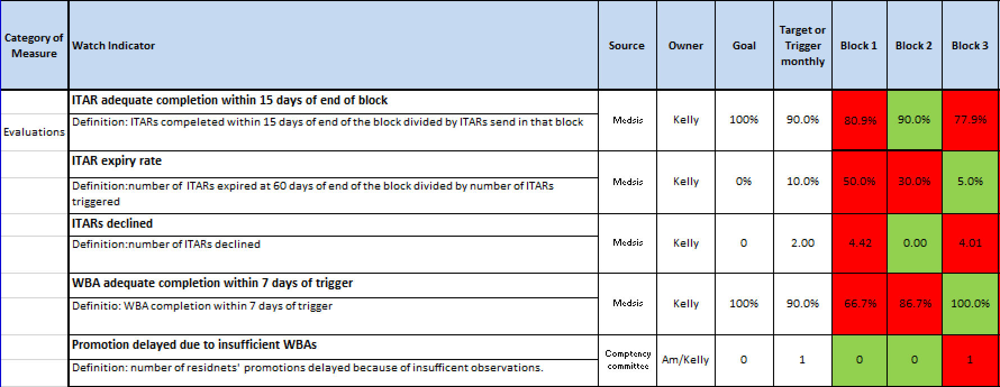 Category of Measure Watch Indicator Source Owner Goal Target or Trigger monthly Block 1 Block 2 Block 3
Evaluations
ITAR adequate completion within 15 days of end of block
Definition: ITARs compeleted within 15 days of end of the block divided by ITARs send in that block
Medsis Kelly 100% 90.0% 80.9% 90.0% 77.9%
ITAR expiry rate
Definition:number of ITARs expired at 60 days of end of the block divided by number of ITARs
triggered
Medsis Kelly 0% 10.0% 50.0% 30.0% 5.0%
ITARs declined
Definition:number of ITARs declined
Medsis Kelly 0 2.00 4.42 0.00 4.01
WBA adequate completion within 7 days of trigger
Definitio: WBA completion within 7 days of trigger
Medsis Kelly 100% 90.0% 66.7% 86.7% 100.0%
Promotion delayed due to insufficient WBAs
Definition: number of residnets' promotions delayed because of insufficent observations.
Comptency committee Am/Kelly 0 1 0 0 1